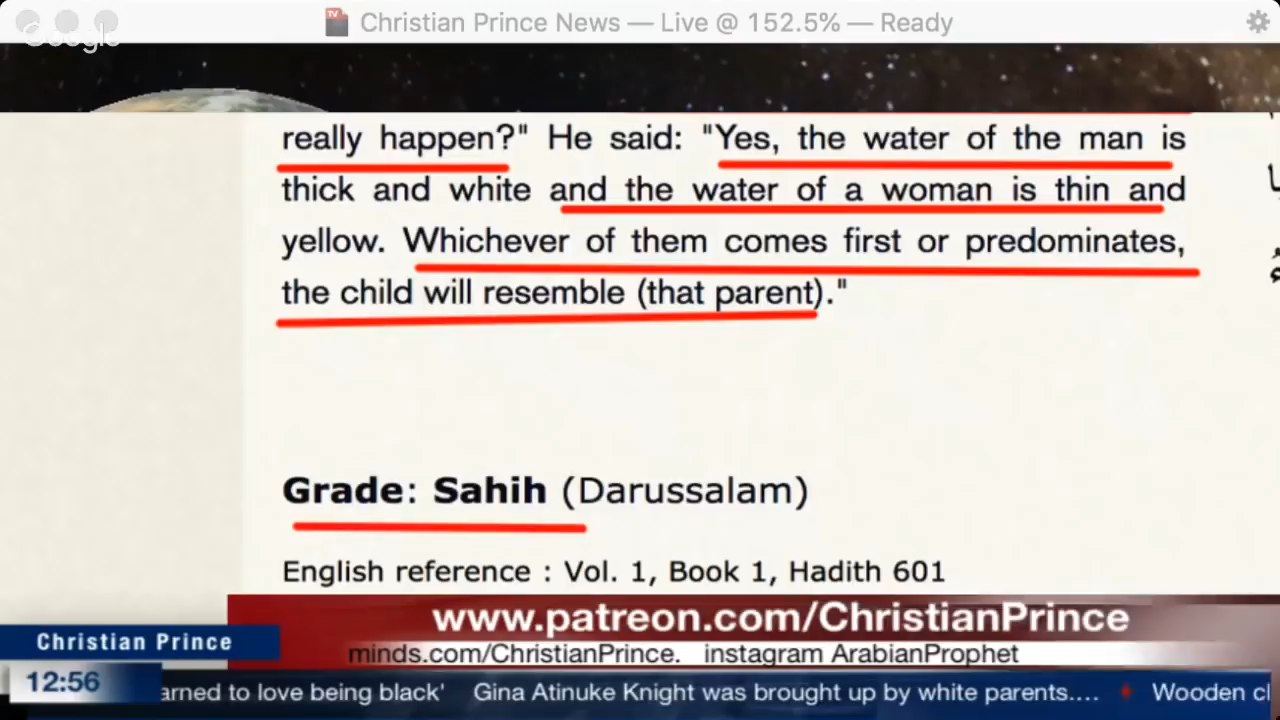 Christian Prince News — Live @ 152.5% — Ready
Google
really happen?" He said: "Yes, the water of the man is
thick and white and the water of a woman is thin and
yellow. Whichever of them comes first or predominates,
the child will resemble (that parent)."
Grade: Sahih (Darussalam)
English reference : Vol. 1, Book 1, Hadith 601
www.patreon.com/ChristianPrince
Christian Prince
minds.com/ChristianPrince. instagram ArabianProphet
12:56
arned to love being black' Gina Atinuke Knight was brought up by white parents.... Wooden cl